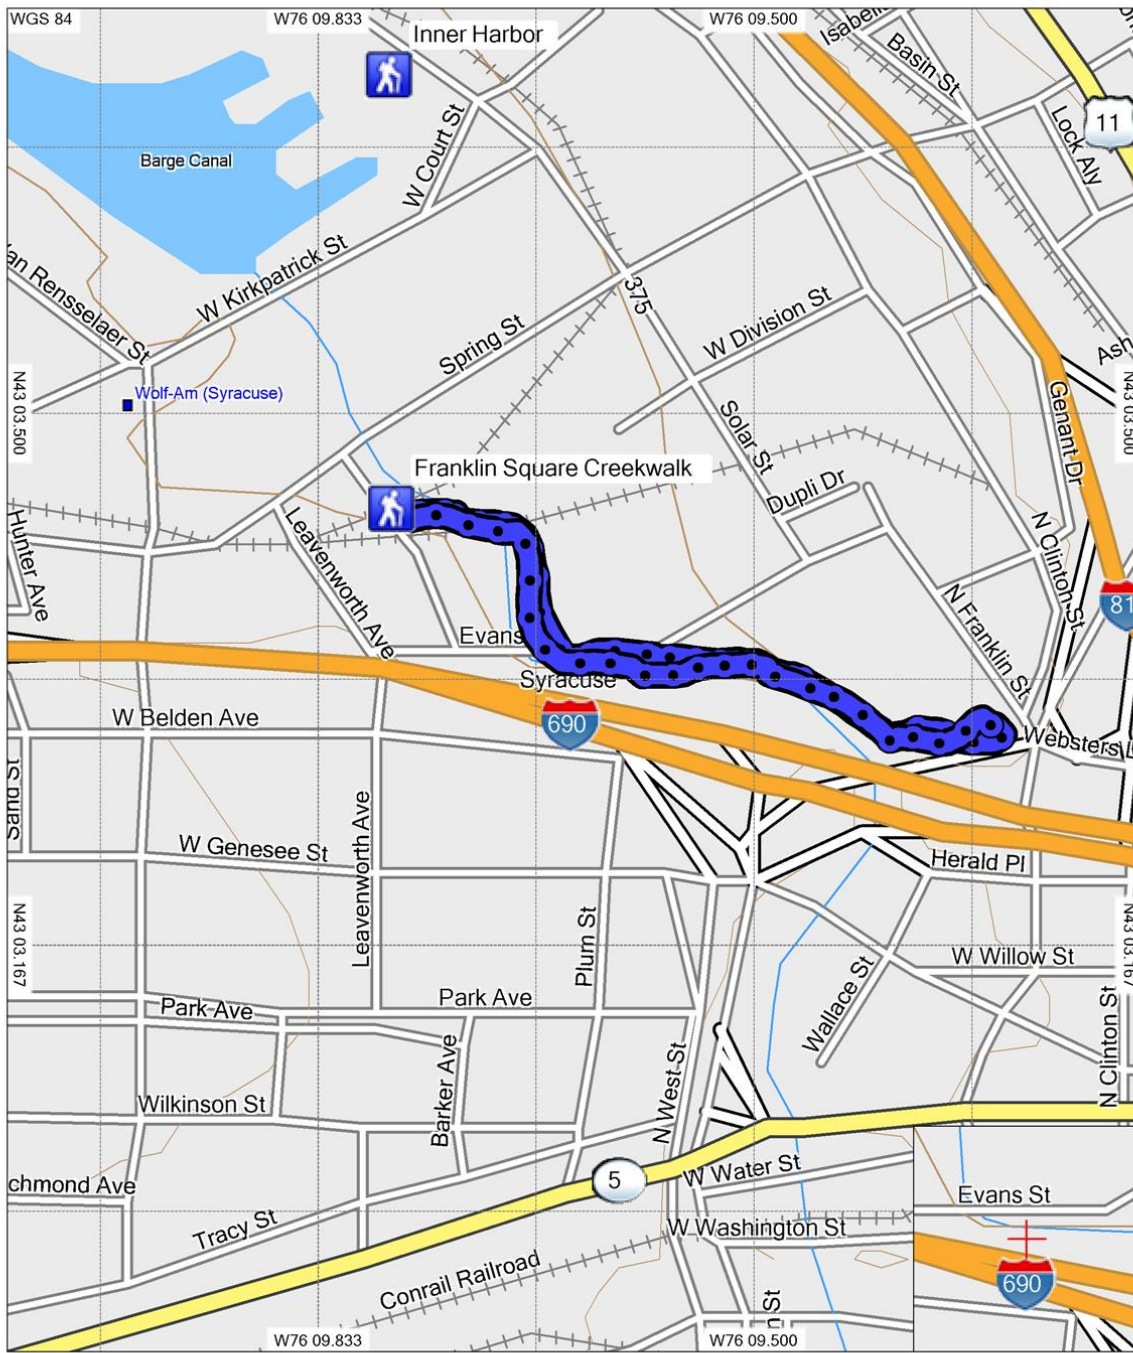 WGS 84
W76 09.833
W76 09.500
Inner Harbor
Basin St
11
Lock Aly
W Court St
Barge Canal
W Kirkpatrick St
an Rensselaer St
375
Spring St
W Division St
Ash
N43 03.500
N43 03.500
Wolf-Am (Syracuse)
Genant Dr
Solar St
Franklin Square Creekwalk
Dupli Dr
Hunter Ave
Leavenworth Ave
N Clinton St
N Franklin St
81
Evans
Syracuse
690
W Belden Ave
Websters L
Sand St
W Genesee St
Leavenworth Ave
Herald Pl
Plum St
N43 03.167
N43 03.167
W Willow St
Wallace St
Park Ave
Park Ave
N Clinton St
Barker Ave
N West St
Wilkinson St
5
W Water St
chmond Ave
Evans St
Tracy St
W Washington St
690
Conrail Railroad
n St
W76 09.833
W76 09.500